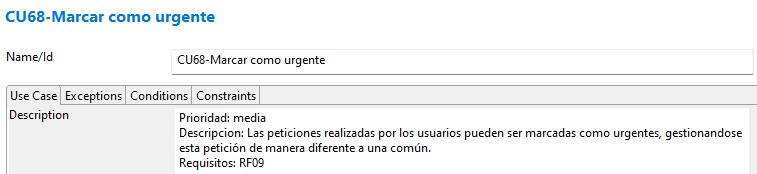 CU68-Marcar como urgente
Name/Id CU68-Marcar como urgente
Use Case Exceptions Conditions Constraints
Description Prioridad: media
Descripcion: Las peticiones realizadas por los usuarios pueden ser marcadas como urgentes, gestionandose
esta petición de manera diferente a una común.
Requisitos: RF09